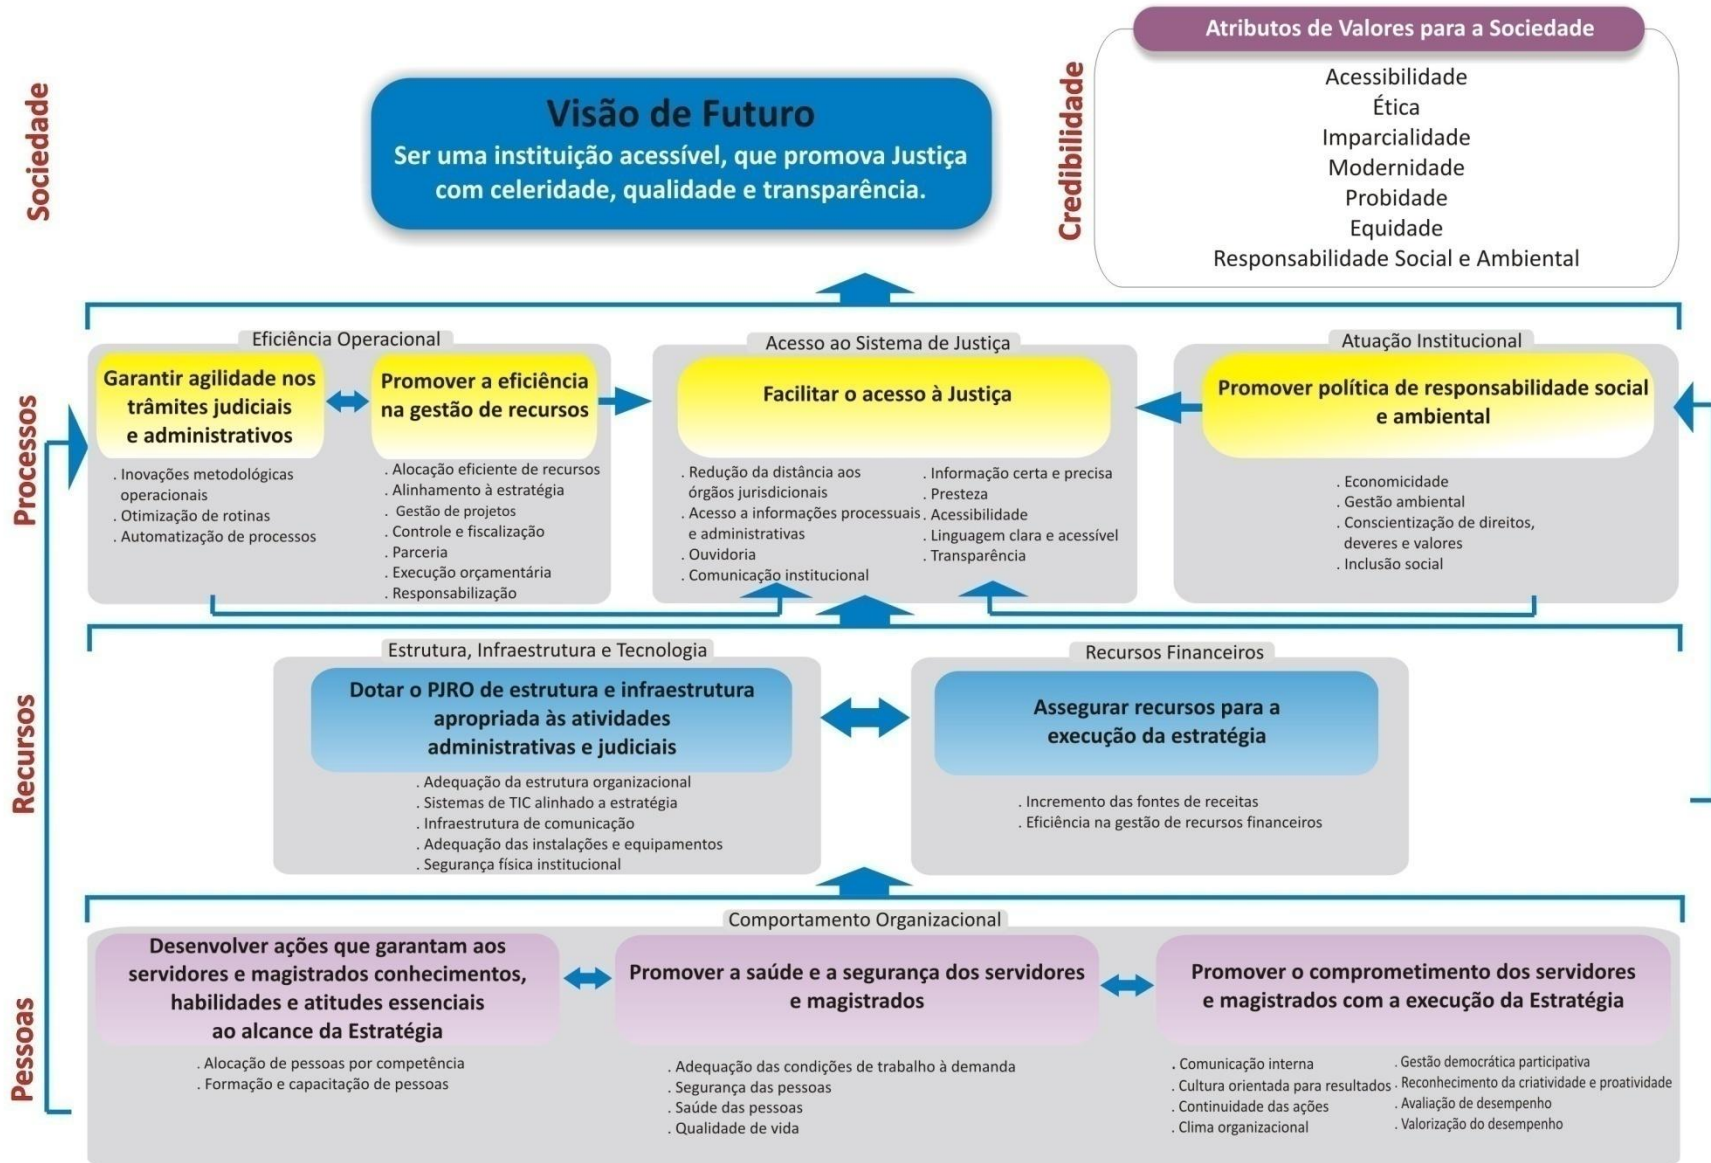 Atributos de Valores para a Sociedade
Acessibilidade
Ética
Imparcialidade
Modernidade
Probidade
Equidade
Responsabilidade Social e Ambiental
Credibilidade
Sociedade
Visão de Futuro
Ser uma instituição acessível, que promova Justiça
com celeridade, qualidade e transparência.
Processos
Eficiência Operacional
Garantir agilidade nos
trâmites judiciais
e administrativos
. Inovações metodológicas
operacionais
. Otimização de rotinas
. Automatização de processos
Promover a eficiência
na gestão de recursos
. Alocação eficiente de recursos
. Alinhamento à estratégia
. Gestão de projetos
. Controle e fiscalização
. Parceria
. Execução orçamentária
. Responsabilização
Acesso ao Sistema de Justiça
Facilitar o acesso à Justiça
. Redução da distância aos
órgãos jurisdicionais
. Acesso a informações processuais
e administrativas
. Ouvidoria
. Comunicação institucional
. Informação certa e precisa
. Presteza
. Acessibilidade
. Linguagem clara e acessível
. Transparência
Atuação Institucional
Promover política de responsabilidade social
e ambiental
. Economicidade
. Gestão ambiental
. Conscientização de direitos,
deveres e valores
. Inclusão social
Recursos
Estrutura, Infraestrutura e Tecnologia
Dotar o PJRO de estrutura e infraestrutura
apropriada às atividades
administrativas e judiciais
. Adequação da estrutura organizacional
. Sistemas de TIC alinhado a estratégia
. Infraestrutura de comunicação
. Adequação das instalações e equipamentos
. Segurança física institucional
Recursos Financeiros
Assegurar recursos para a
execução da estratégia
. Incremento das fontes de receitas
. Eficiência na gestão de recursos financeiros
Pessoas
Comportamento Organizacional
Desenvolver ações que garantam aos
servidores e magistrados conhecimentos,
habilidades e atitudes essenciais
ao alcance da Estratégia
. Alocação de pessoas por competência
. Formação e capacitação de pessoas
Promover a saúde e a segurança dos servidores
e magistrados
. Adequação das condições de trabalho à demanda
. Segurança das pessoas
. Saúde das pessoas
. Qualidade de vida
Promover o comprometimento dos servidores
e magistrados com a execução da Estratégia
. Comunicação interna
. Cultura orientada para resultados
. Continuidade das ações
. Clima organizacional
. Gestão democrática participativa
. Reconhecimento da criatividade e proatividade
. Avaliação de desempenho
. Valorização do desempenho